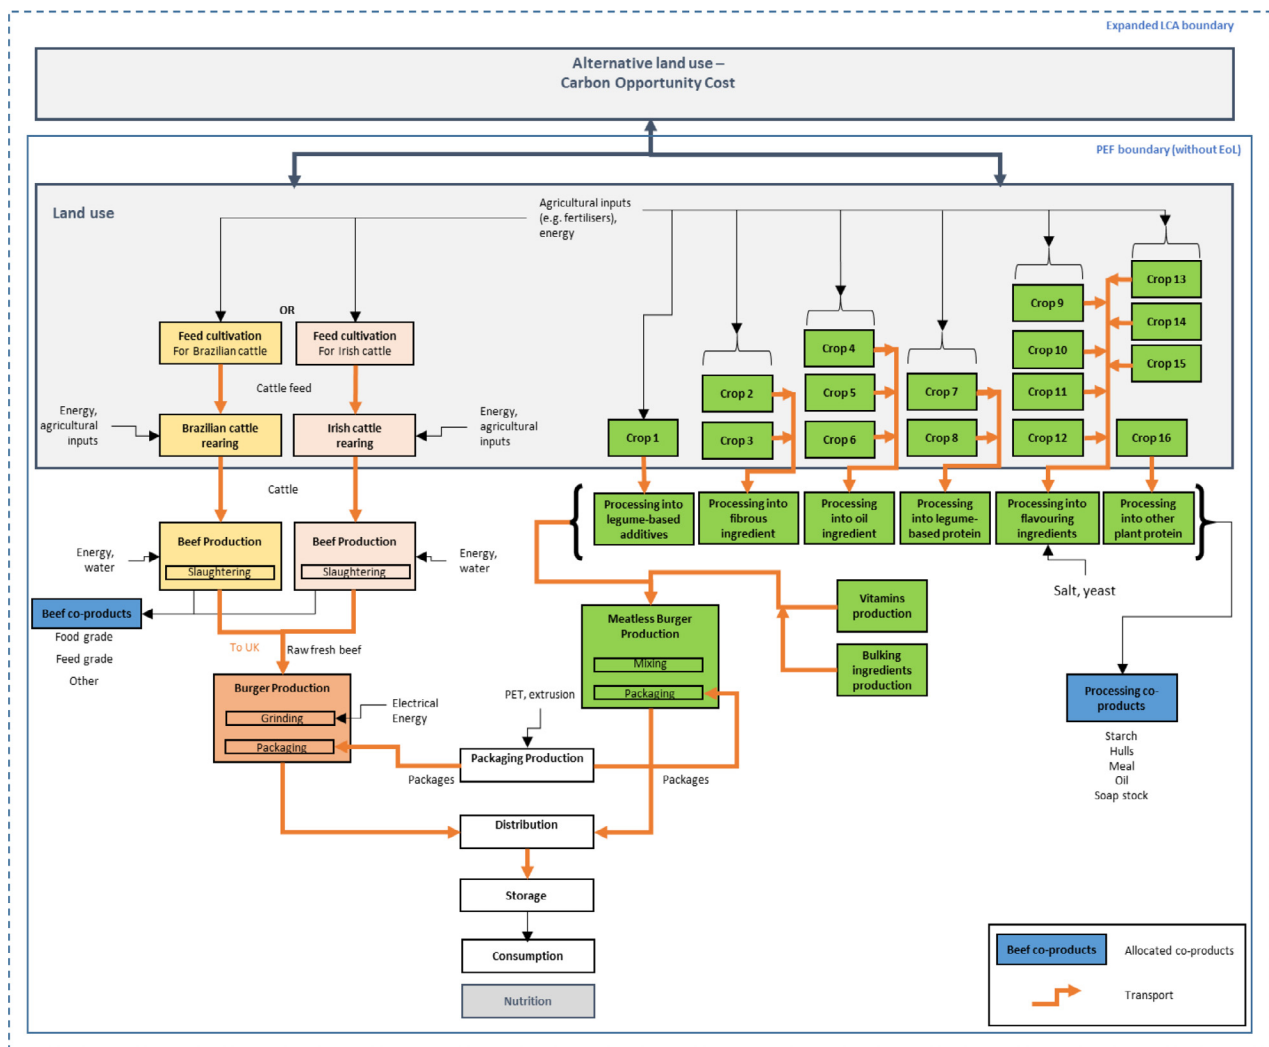 Expanded LCA boundary
Alternative land use –
Carbon Opportunity Cost
PEF boundary (without EoL)
Land use
Agricultural inputs
(e.g. fertilisers),
energy
OR
Feed cultivation
For Brazilian cattle
Feed cultivation
For Irish cattle
Cattle feed
Energy,
agricultural
inputs
Brazilian cattle
rearing
Irish cattle
rearing
Energy,
agricultural
inputs
Crop 1
Crop 2
Crop 3
Crop 4
Crop 5
Crop 6
Crop 7
Crop 8
Crop 9
Crop 10
Crop 11
Crop 12
Crop 13
Crop 14
Crop 15
Crop 16
Cattle
Processing into
legume-based
additives
Processing into
fibrous
ingredient
Processing
into oil
ingredient
Processing
into legume-
based protein
Processing into
flavouring
ingredients
Processing
into other
plant protein
Energy,
water
Beef Production
Slaughtering
Beef Production
Slaughtering
Energy,
water
Salt, yeast
Beef co-products
Food grade
Feed grade
Other
To UK
Raw fresh beef
Meatless Burger
Production
Mixing
Packaging
Vitamins
production
Bulking
ingredients
production
Burger Production
Grinding
Packaging
Electrical
Energy
PET, extrusion
Packaging Production
Packages
Packages
Processing co-
products
Starch
Hulls
Meal
Oil
Soap stock
Distribution
Storage
Consumption
Nutrition
Beef co-products
Allocated co-products
Transport